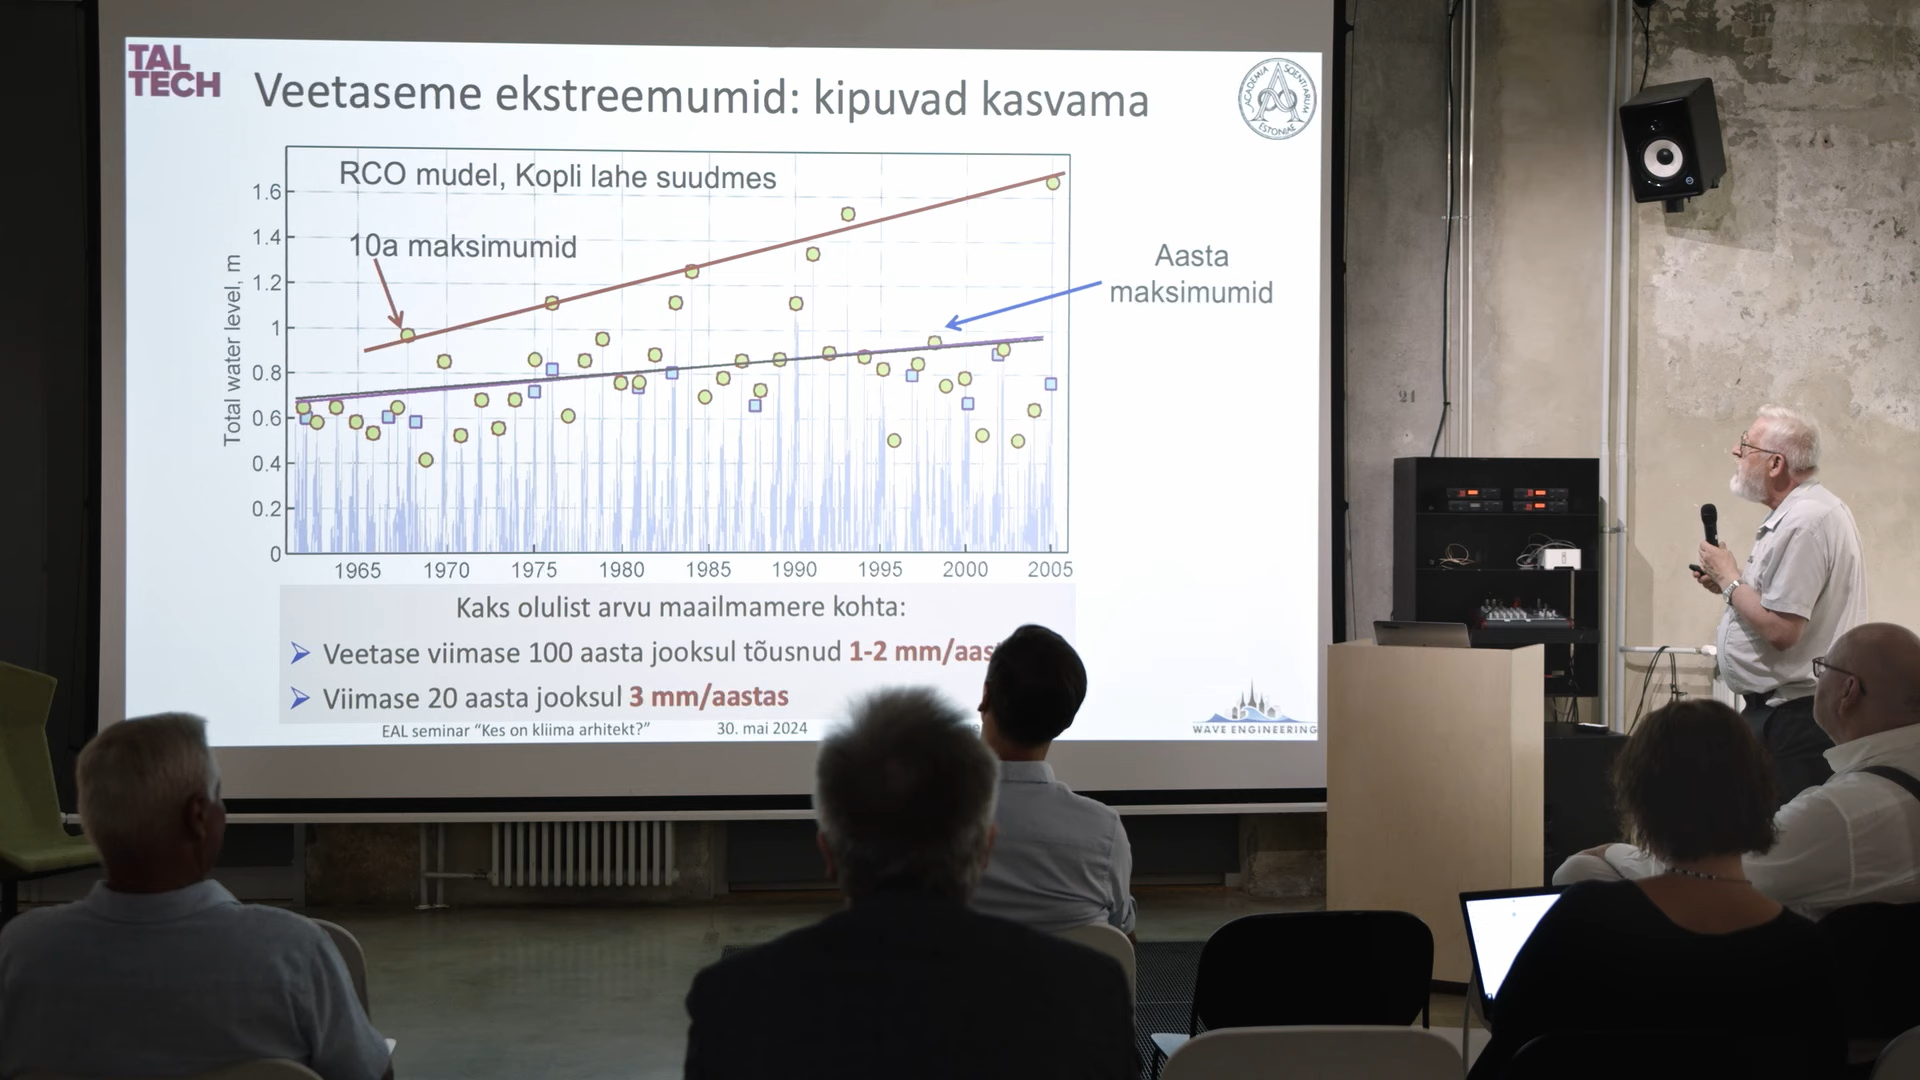 TAL
TECH
Veetaseme ekstreemumid: kipuvad kasvama
ACADEMIA SCIENTIARUM ESTONIAE
RCO mudel, Kopli lahe suudmes
10a maksimumid
Aasta
maksimumid
Total water level, m
1.6
1.4
1.2
1
0.8
0.6
0.4
0.2
0
1965 1970 1975 1980 1985 1990 1995 2000 2005
Kaks olulist arvu maailmamere kohta:
Veetase viimase 100 aasta jooksul tõusnud 1-2 mm/aas
Viimase 20 aasta jooksul 3 mm/aastas
EAL seminar "Kes on kliima arhitekt?" 30. mai 2024
WAVE ENGINEERING
21